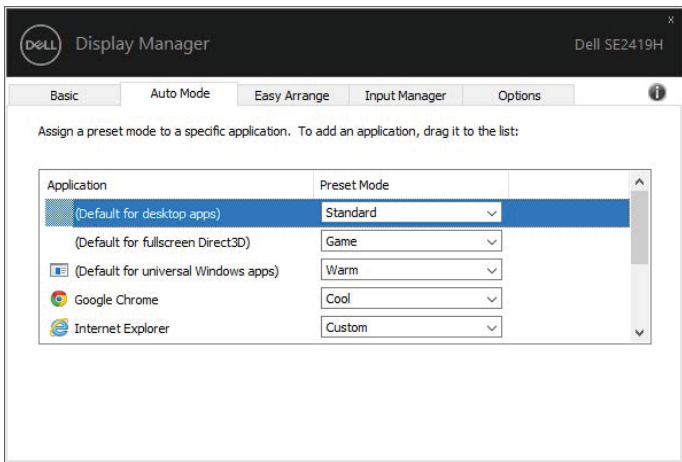 x
DELL Display Manager Dell SE2419H
Basic Auto Mode Easy Arrange Input Manager Options i
Assign a preset mode to a specific application. To add an application, drag it to the list:
Application Preset Mode
(Default for desktop apps) Standard
(Default for fullscreen Direct3D) Game
(Default for universal Windows apps) Warm
Google Chrome Cool
Internet Explorer Custom